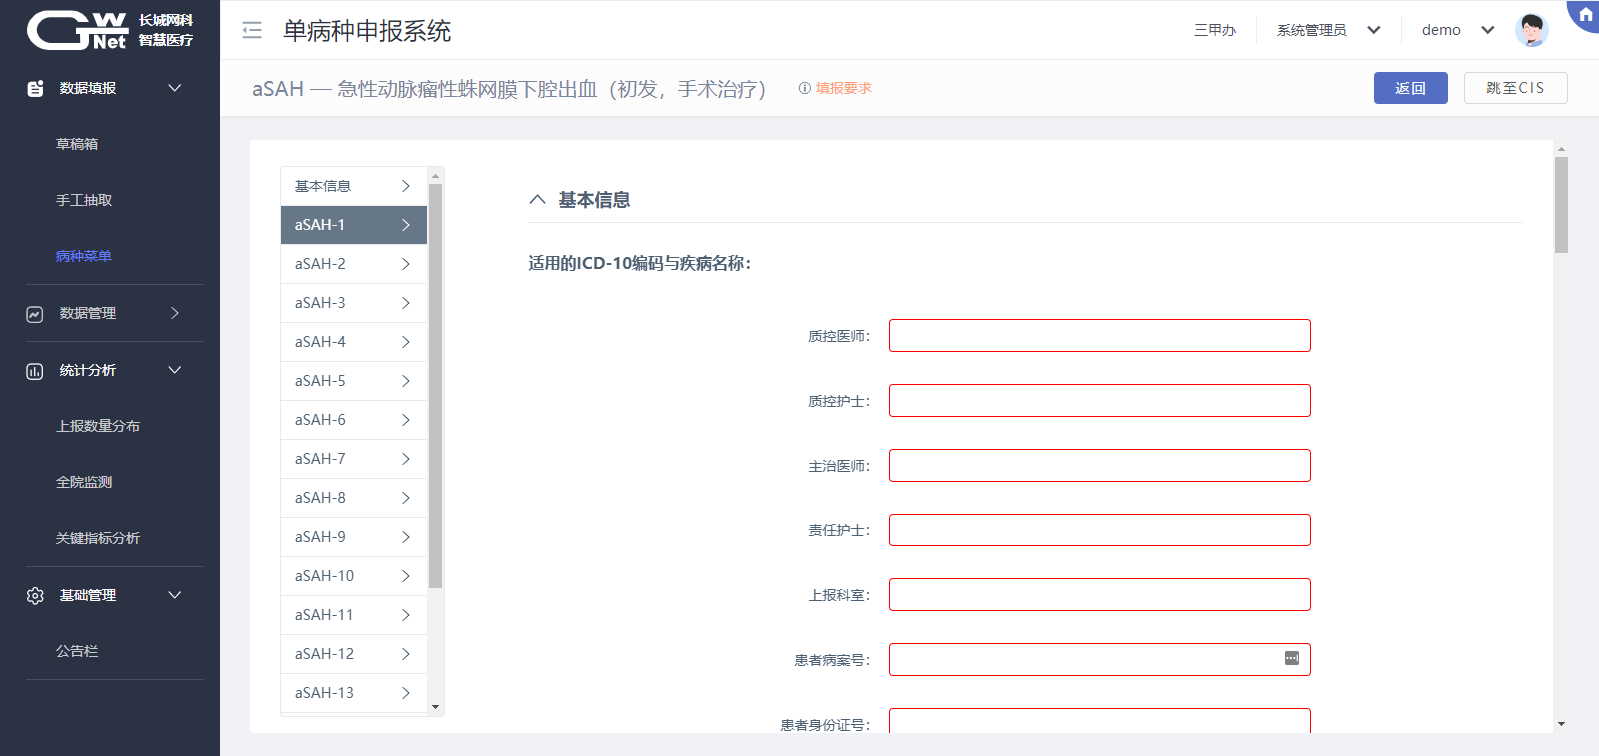 GW Net 长城网科
智慧医疗
单病种申报系统
三甲办
系统管理员
demo
数据填报
草稿箱
手工抽取
病种菜单
数据管理
统计分析
上报数量分布
全院监测
关键指标分析
基础管理
公告栏
aSAH — 急性动脉瘤性蛛网膜下腔出血（初发，手术治疗）
填报要求
返回
跳至CIS
基本信息
aSAH-1
aSAH-2
aSAH-3
aSAH-4
aSAH-5
aSAH-6
aSAH-7
aSAH-8
aSAH-9
aSAH-10
aSAH-11
aSAH-12
aSAH-13
基本信息
适用的ICD-10编码与疾病名称：
质控医师：
质控护士：
主治医师：
责任护士：
上报科室：
患者病案号：
患者身份证号：